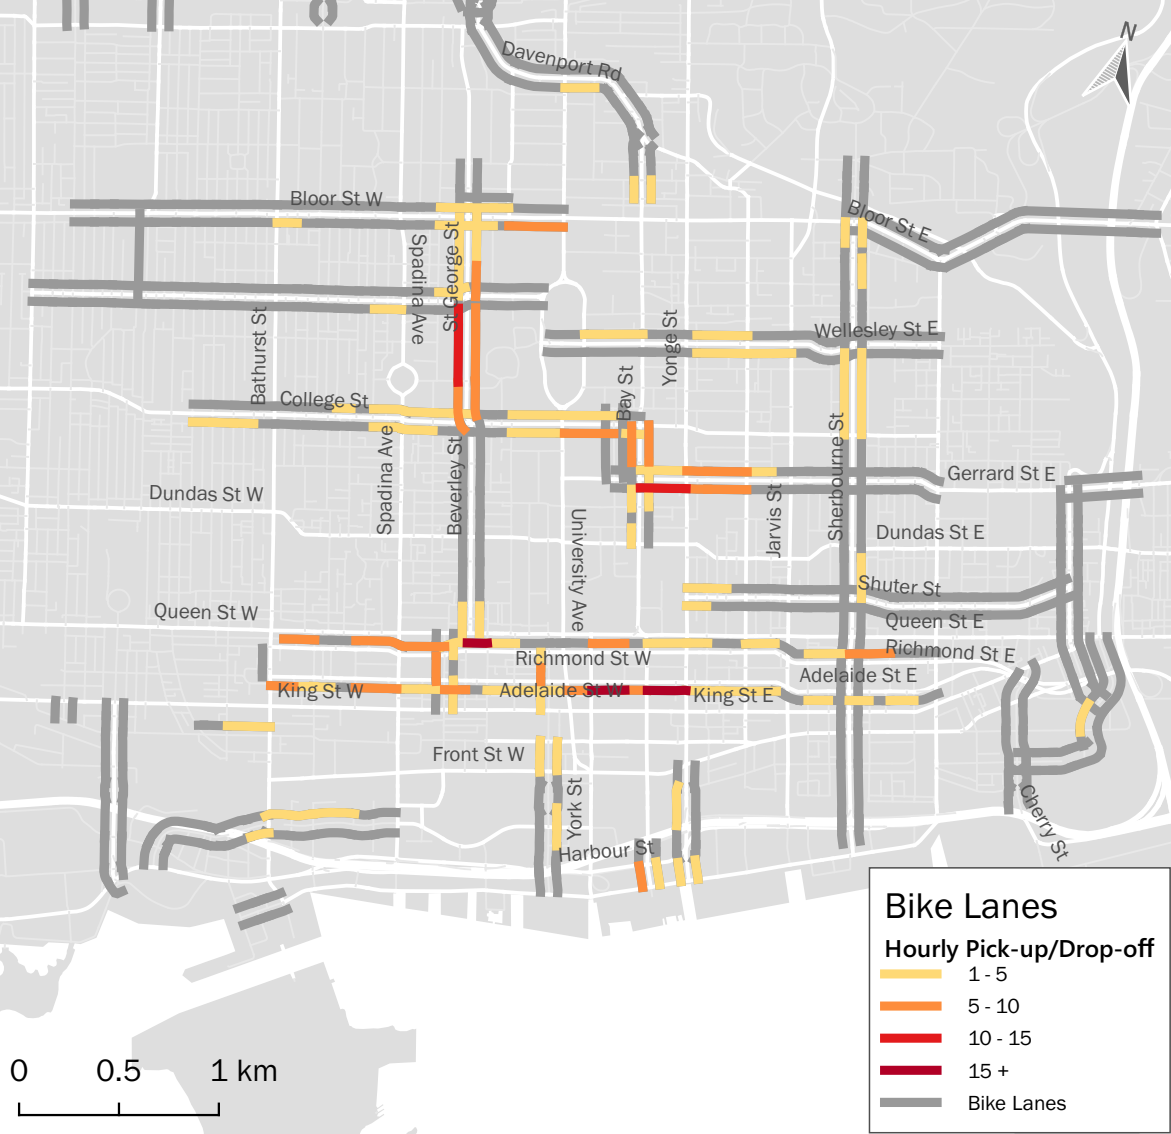 N
Davenport Rd
Bloor St W
Bloor St E
Spadina Ave
St George St
Bathurst St
Yonge St
Wellesley St E
Bay St
College St
Spadina Ave
Beverley St
Sherbourne St
Gerrard St E
Dundas St W
Jarvis St
University Ave
Dundas St E
Shuter St
Queen St W
Queen St E
Richmond St W
Richmond St E
Adelaide St E
King St W
Adelaide St W
King St E
Front St W
York St
Cherry St
Harbour St
Bike Lanes
Hourly Pick-up/Drop-off
1 - 5
5 - 10
10 - 15
15 +
Bike Lanes
0 0.5 1 km